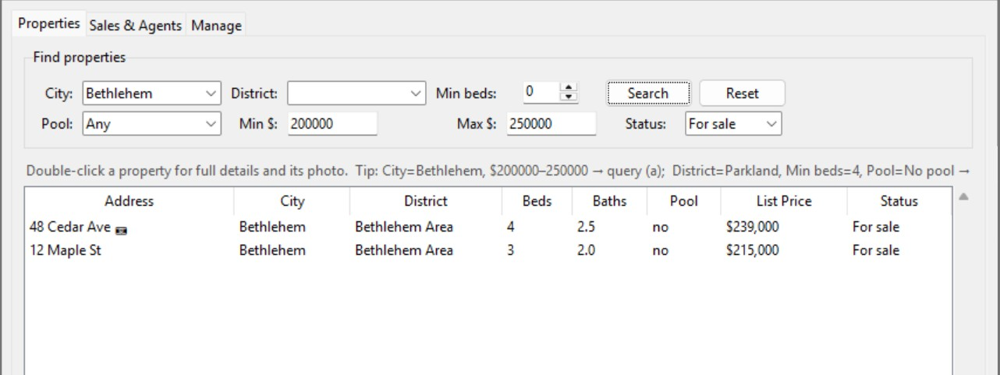 Properties Sales & Agents Manage
Find properties
City: Bethlehem District: Min beds: 0 Search Reset
Pool: Any Min $: 200000 Max $: 250000 Status: For sale
Double-click a property for full details and its photo. Tip: City=Bethlehem, $200000–250000 → query (a); District=Parkland, Min beds=4, Pool=No pool →
Address City District Beds Baths Pool List Price Status
48 Cedar Ave Bethlehem Bethlehem Area 4 2.5 no $239,000 For sale
12 Maple St Bethlehem Bethlehem Area 3 2.0 no $215,000 For sale